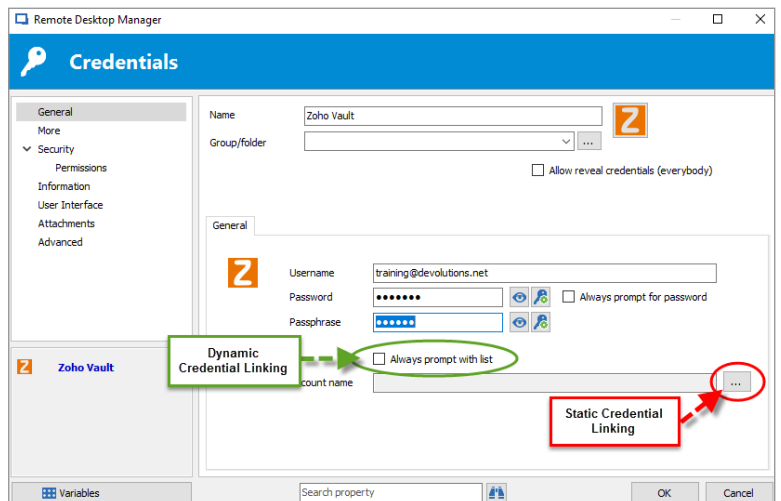 Remote Desktop Manager
Credentials
General
More
Security
Permissions
Information
User Interface
Attachments
Advanced
Name
Zoho Vault
Z
Group/folder
...
Allow reveal credentials (everybody)
General
Z
Username
training@devolutions.net
Password
•••••••
Always prompt for password
Passphrase
••••••
Dynamic
Credential Linking
Always prompt with list
count name
...
Static Credential
Linking
Z
Zoho Vault
Variables
Search property
OK
Cancel